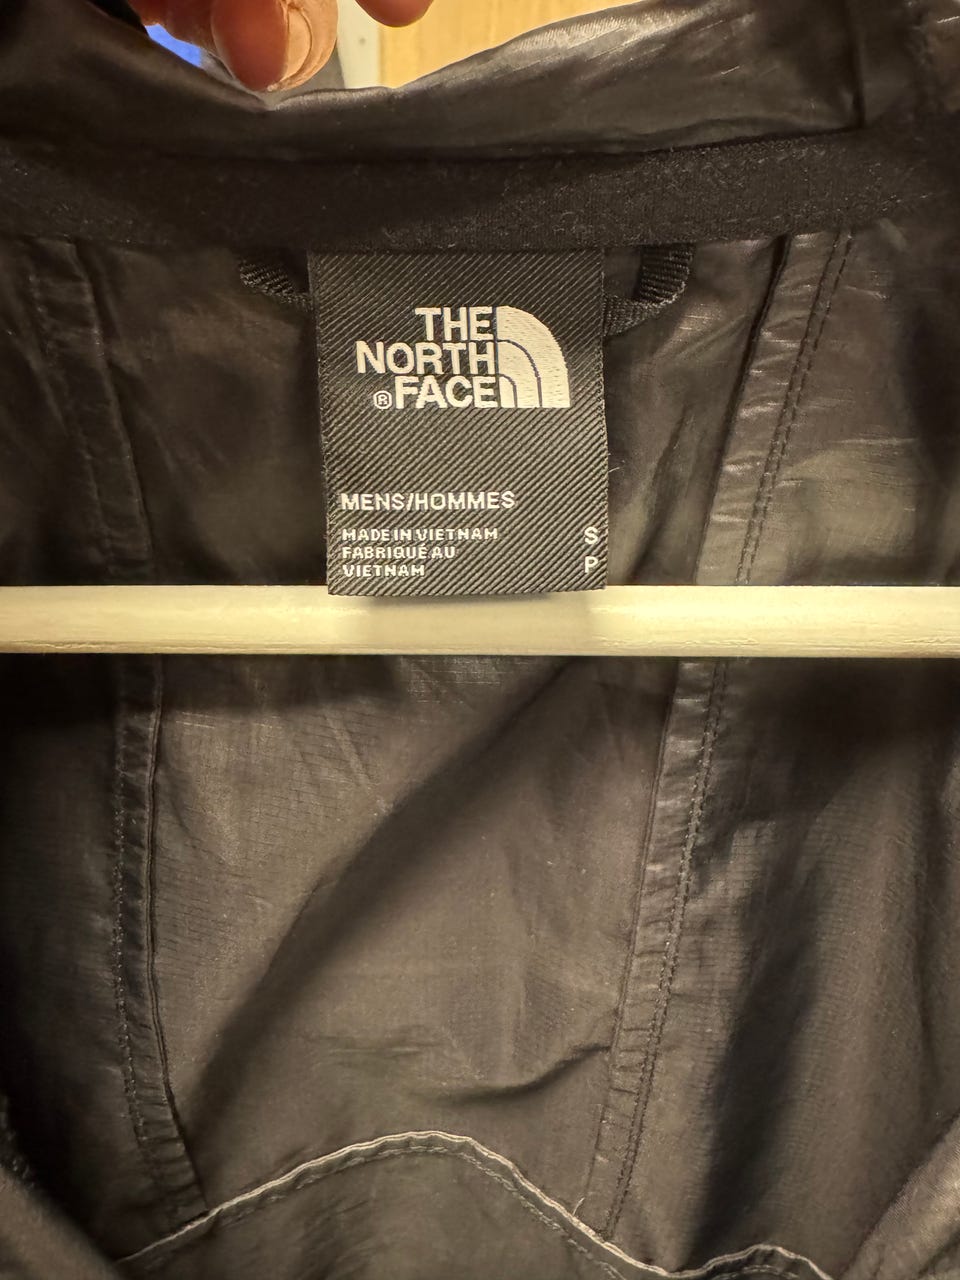 THE
NORTH
®FACE
MENS/HOMMES
MADE IN VIETNAM S
FABRIQUÉ AU
VIETNAM P